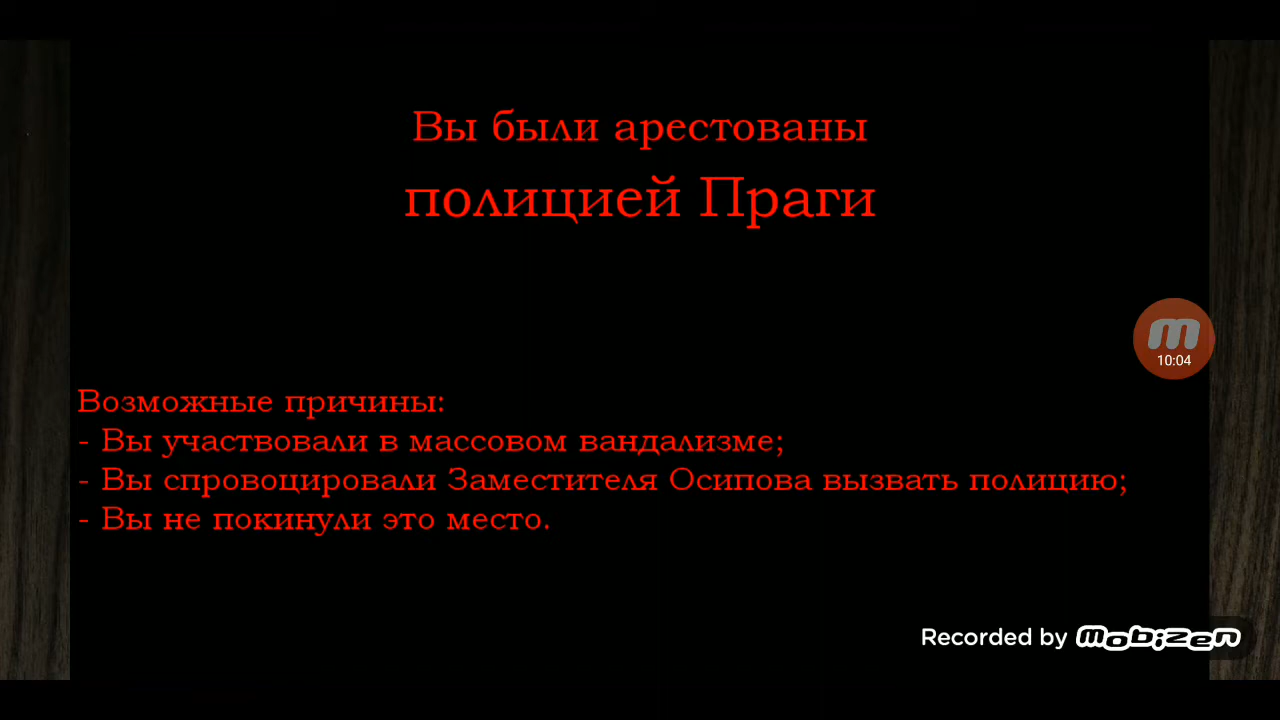 Вы были арестованы
полицией Праги
10:04
Возможные причины:
- Вы участвовали в массовом вандализме;
- Вы спровоцировали Заместителя Осипова вызвать полицию;
- Вы не покинули это место.
Recorded by mobizen